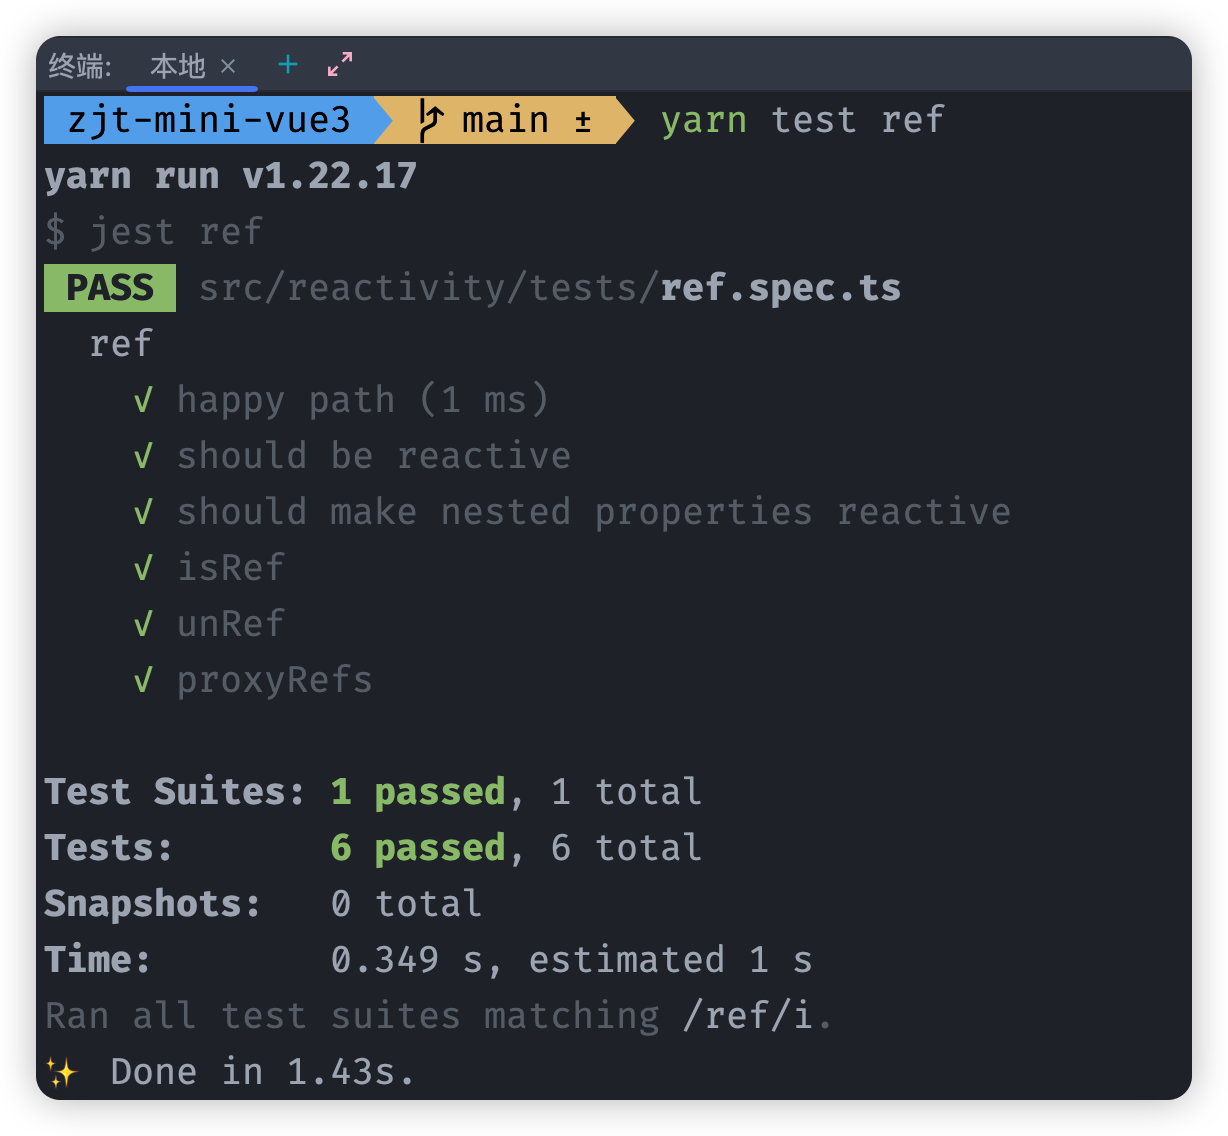 终端: 本地 × +
zjt-mini-vue3 main ± yarn test ref
yarn run v1.22.17
$ jest ref
PASS src/reactivity/tests/ref.spec.ts
ref
√ happy path (1 ms)
√ should be reactive
√ should make nested properties reactive
√ isRef
√ unRef
√ proxyRefs
Test Suites: 1 passed, 1 total
Tests: 6 passed, 6 total
Snapshots: 0 total
Time: 0.349 s, estimated 1 s
Ran all test suites matching /ref/i.
✨ Done in 1.43s.